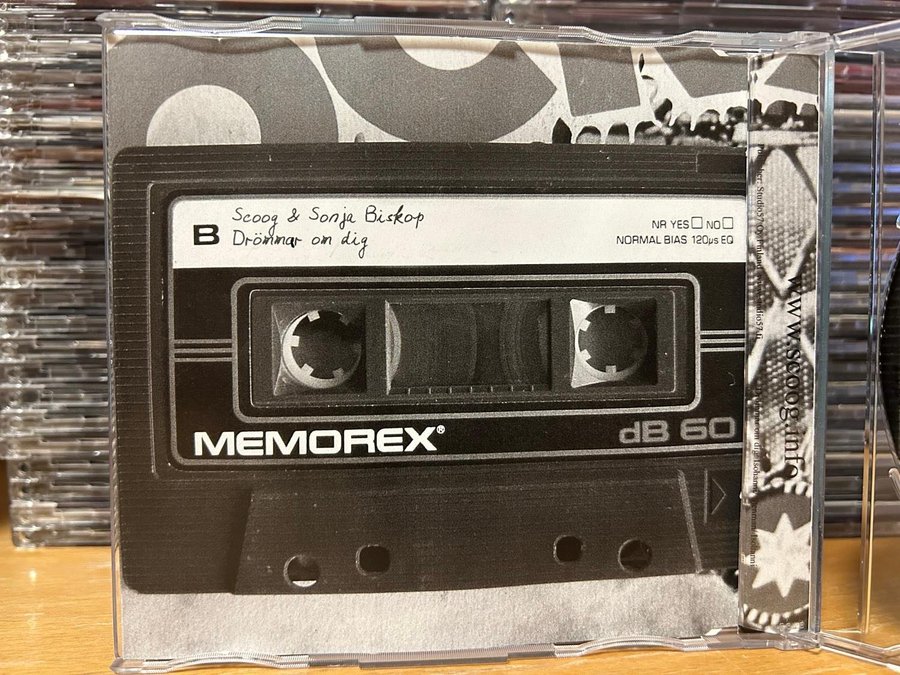 B
Scoog & Sonja Biskop
Drömmar om dig
NR YES NO
NORMAL BIAS 120µs EQ
MEMOREX®
dB 60
www.scoog.info